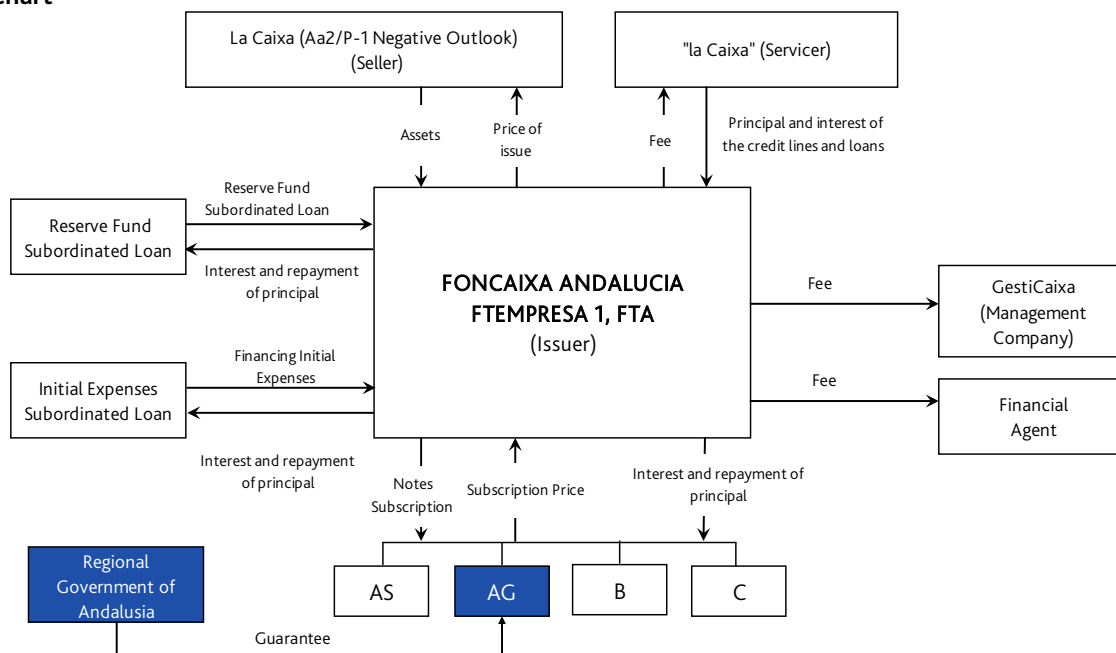 La Caixa (Aa2/P-1 Negative Outlook)
(Seller)
"la Caixa" (Servicer)
Assets
Price of
issue
Fee
Principal and interest of
the credit lines and loans
Reserve Fund
Subordinated Loan
Reserve Fund
Subordinated Loan
Interest and repayment
of principal
FONCAIXA ANDALUCIA
FTEMPRESA 1, FTA
(Issuer)
Fee
GestiCaixa
(Management
Company)
Financing Initial
Expenses
Initial Expenses
Subordinated Loan
Fee
Financial
Agent
Interest and repayment
of principal
Notes
Subscription
Subscription Price
Interest and repayment of
principal
Regional
Government of
Andalusia
AS
AG
B
C
Guarantee